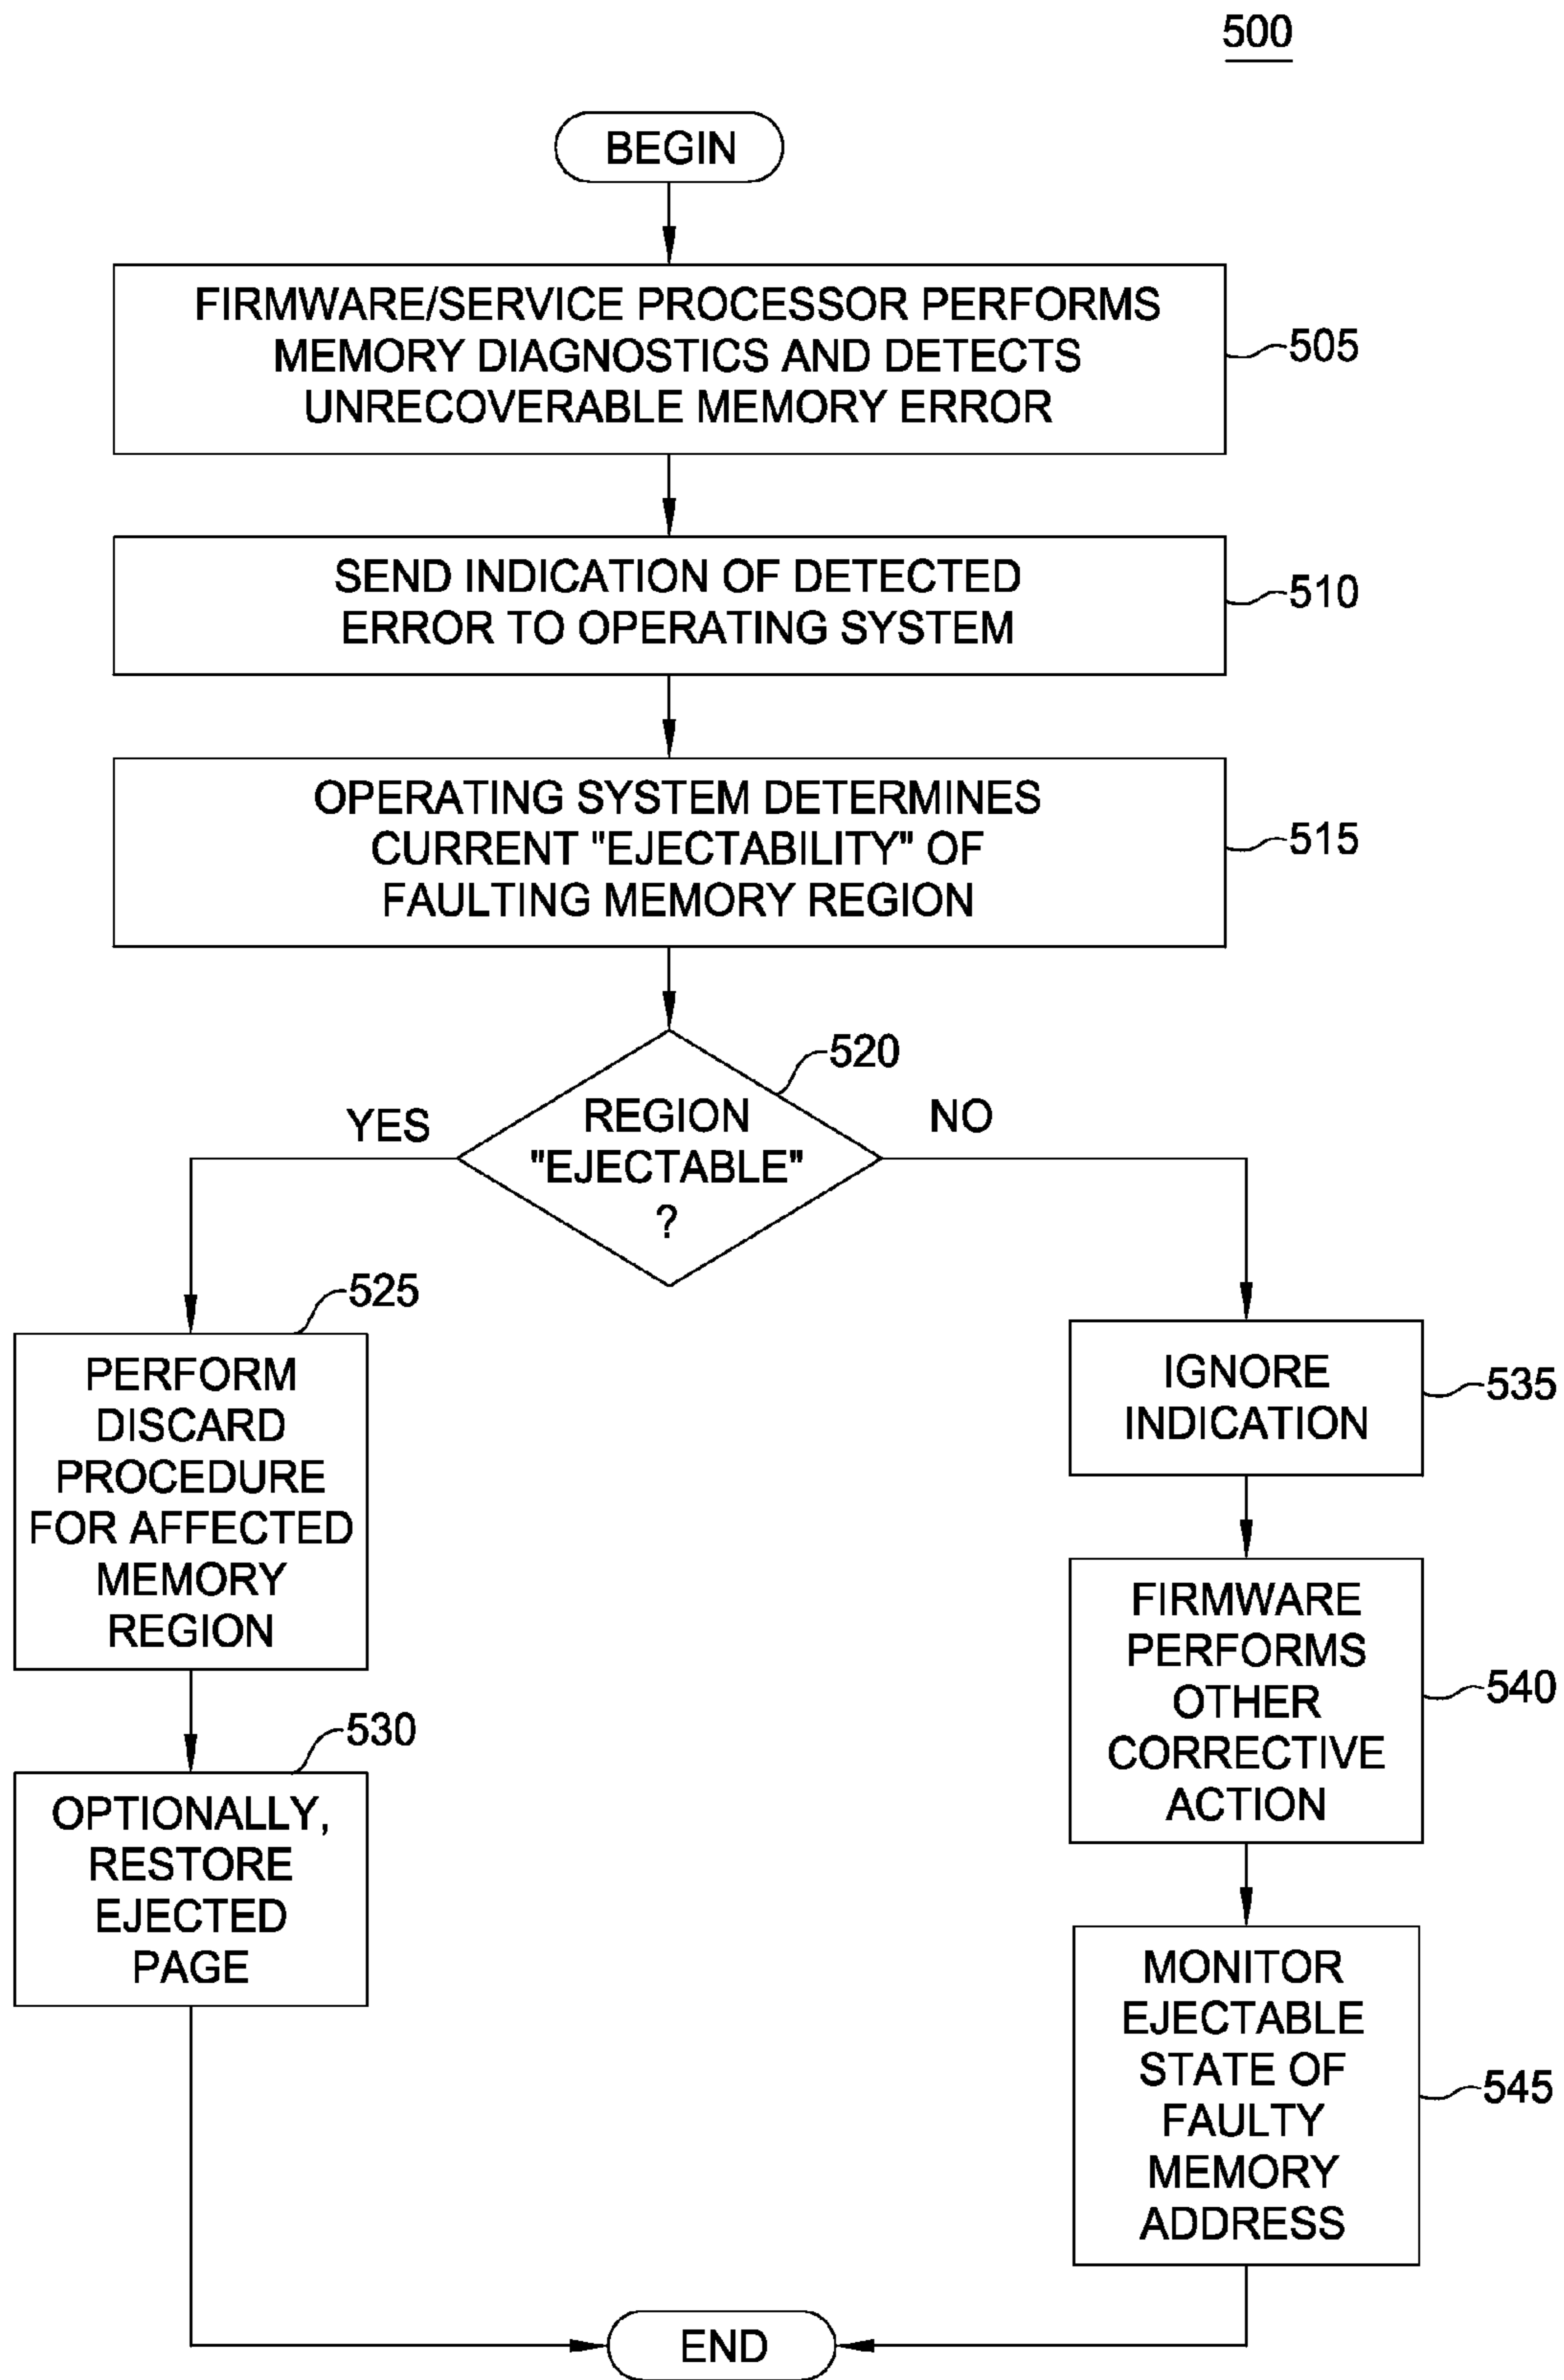 500
BEGIN
FIRMWARE/SERVICE PROCESSOR PERFORMS
MEMORY DIAGNOSTICS AND DETECTS
UNRECOVERABLE MEMORY ERROR
505
SEND INDICATION OF DETECTED
ERROR TO OPERATING SYSTEM
510
OPERATING SYSTEM DETERMINES
CURRENT "EJECTABILITY" OF
FAULTING MEMORY REGION
515
520
REGION
"EJECTABLE"
?
YES
NO
525
PERFORM
DISCARD
PROCEDURE
FOR AFFECTED
MEMORY
REGION
530
OPTIONALLY,
RESTORE
EJECTED
PAGE
IGNORE
INDICATION
535
FIRMWARE
PERFORMS
OTHER
CORRECTIVE
ACTION
540
MONITOR
EJECTABLE
STATE OF
FAULTY
MEMORY
ADDRESS
545
END